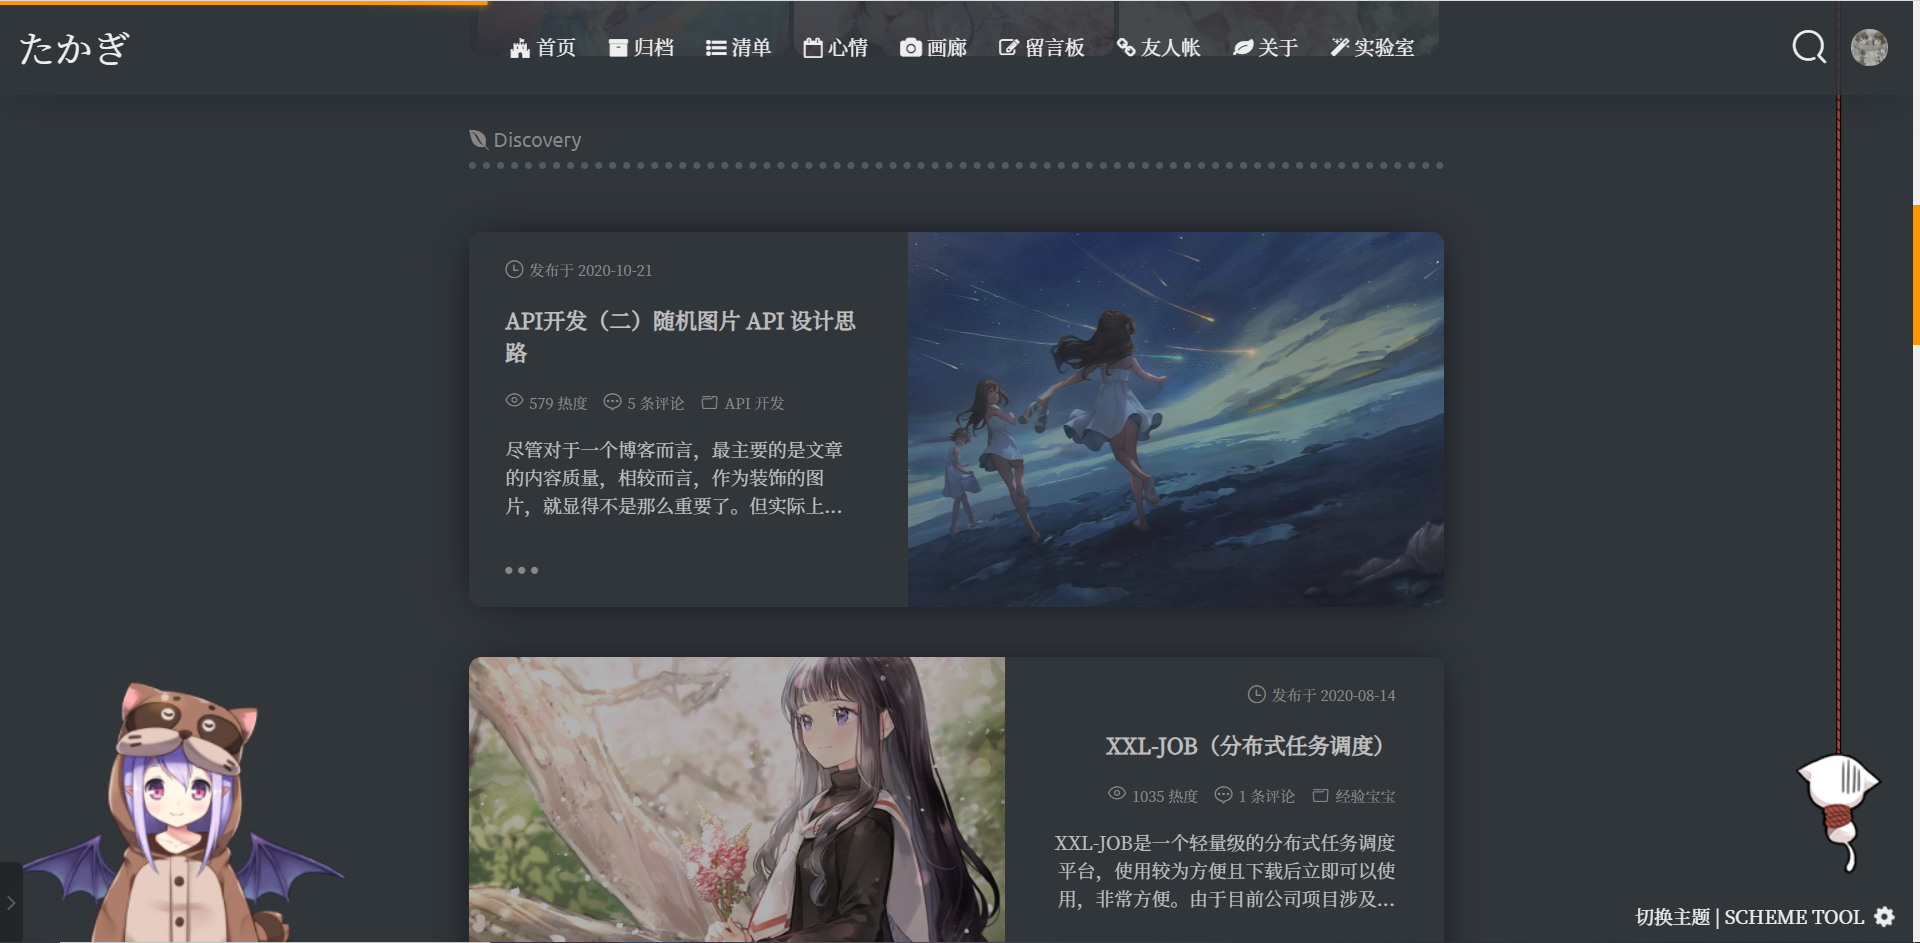 たかぎ
首页 归档 清单 心情 画廊 留言板 友人帐 关于 实验室
Discovery
发布于 2020-10-21
API开发（二）随机图片 API 设计思
路
579 热度 5 条评论 API 开发
尽管对于一个博客而言，最主要的是文章
的内容质量，相较而言，作为装饰的图
片，就显得不是那么重要了。但实际上...
发布于 2020-08-14
XXL-JOB（分布式任务调度）
1035 热度 1 条评论 经验宝宝
XXL-JOB是一个轻量级的分布式任务调度
平台，使用较为方便且下载后立即可以使
用，非常方便。由于目前公司项目涉及...
切换主题 | SCHEME TOOL